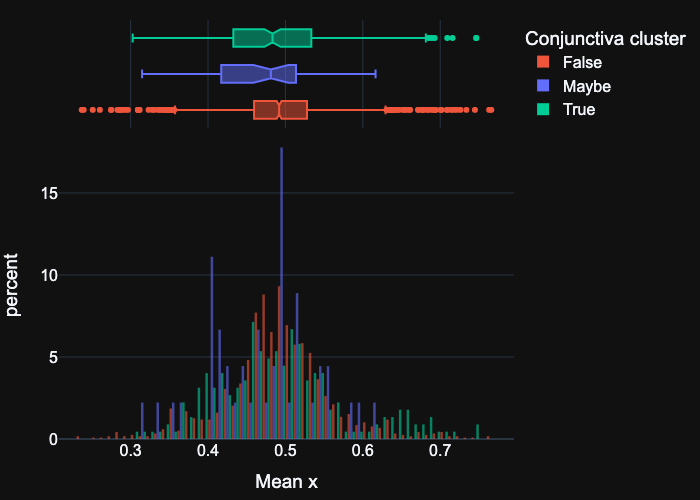 Conjunctiva cluster
False
Maybe
True
15
10
5
0
percent
0.3 0.4 0.5 0.6 0.7
Mean x